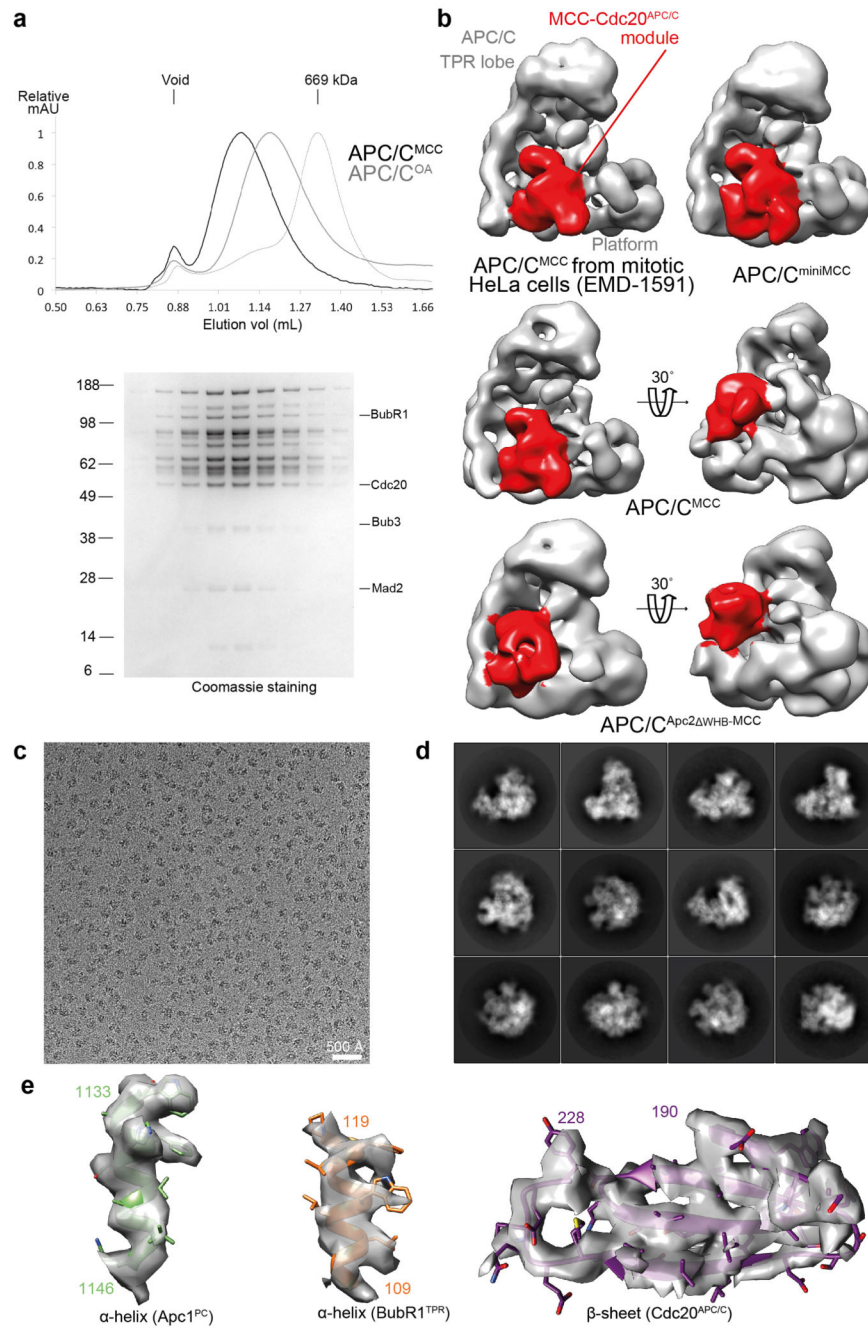 a
Void
669 kDa
Relative
mAU
APC/C^MCC
APC/C^OA
1
0.8
0.6
0.4
0.2
0
0.50 0.63 0.75 0.88 1.01 1.14 1.27 1.40 1.53 1.66
Elution vol (mL)
188
98
62
49
38
28
14
6
BubR1
Cdc20
Bub3
Mad2
Coomassie staining
b
APC/C
TPR lobe
MCC-Cdc20^APC/C
module
Platform
APC/C^MCC from mitotic
HeLa cells (EMD-1591)
APC/C^miniMCC
30°
APC/C^MCC
30°
APC/C^Apc2ΔWHB-MCC
c
500 Å
d
e
1133
1146
α-helix (Apc1^PC)
119
109
α-helix (BubR1^TPR)
228
190
β-sheet (Cdc20^APC/C)